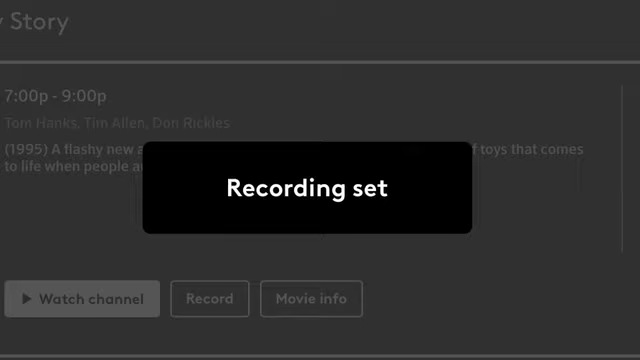 y Story
7:00p - 9:00p
Tom Hanks, Tim Allen, Don Rickles
(1995) A flashy new f toys that comes
to life when people
Recording set
Watch channel Record Movie info